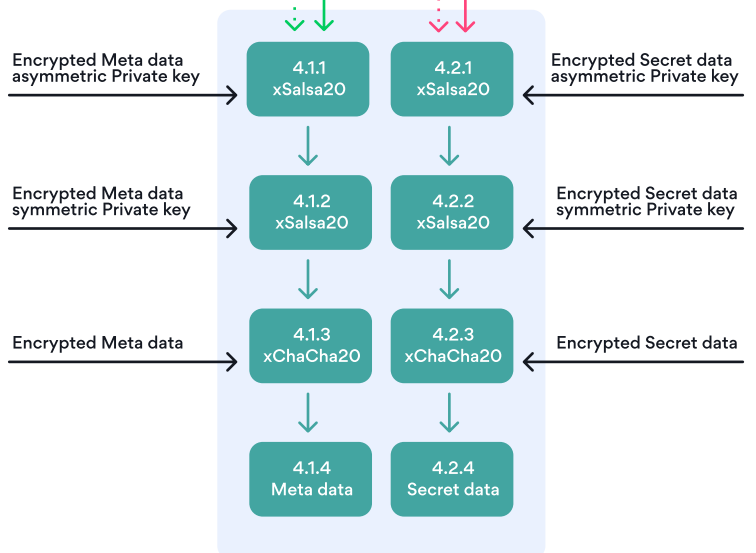 Encrypted Meta data
asymmetric Private key
4.1.1
xSalsa20
4.2.1
xSalsa20
Encrypted Secret data
asymmetric Private key
Encrypted Meta data
symmetric Private key
4.1.2
xSalsa20
4.2.2
xSalsa20
Encrypted Secret data
symmetric Private key
Encrypted Meta data
4.1.3
xChaCha20
4.2.3
xChaCha20
Encrypted Secret data
4.1.4
Meta data
4.2.4
Secret data